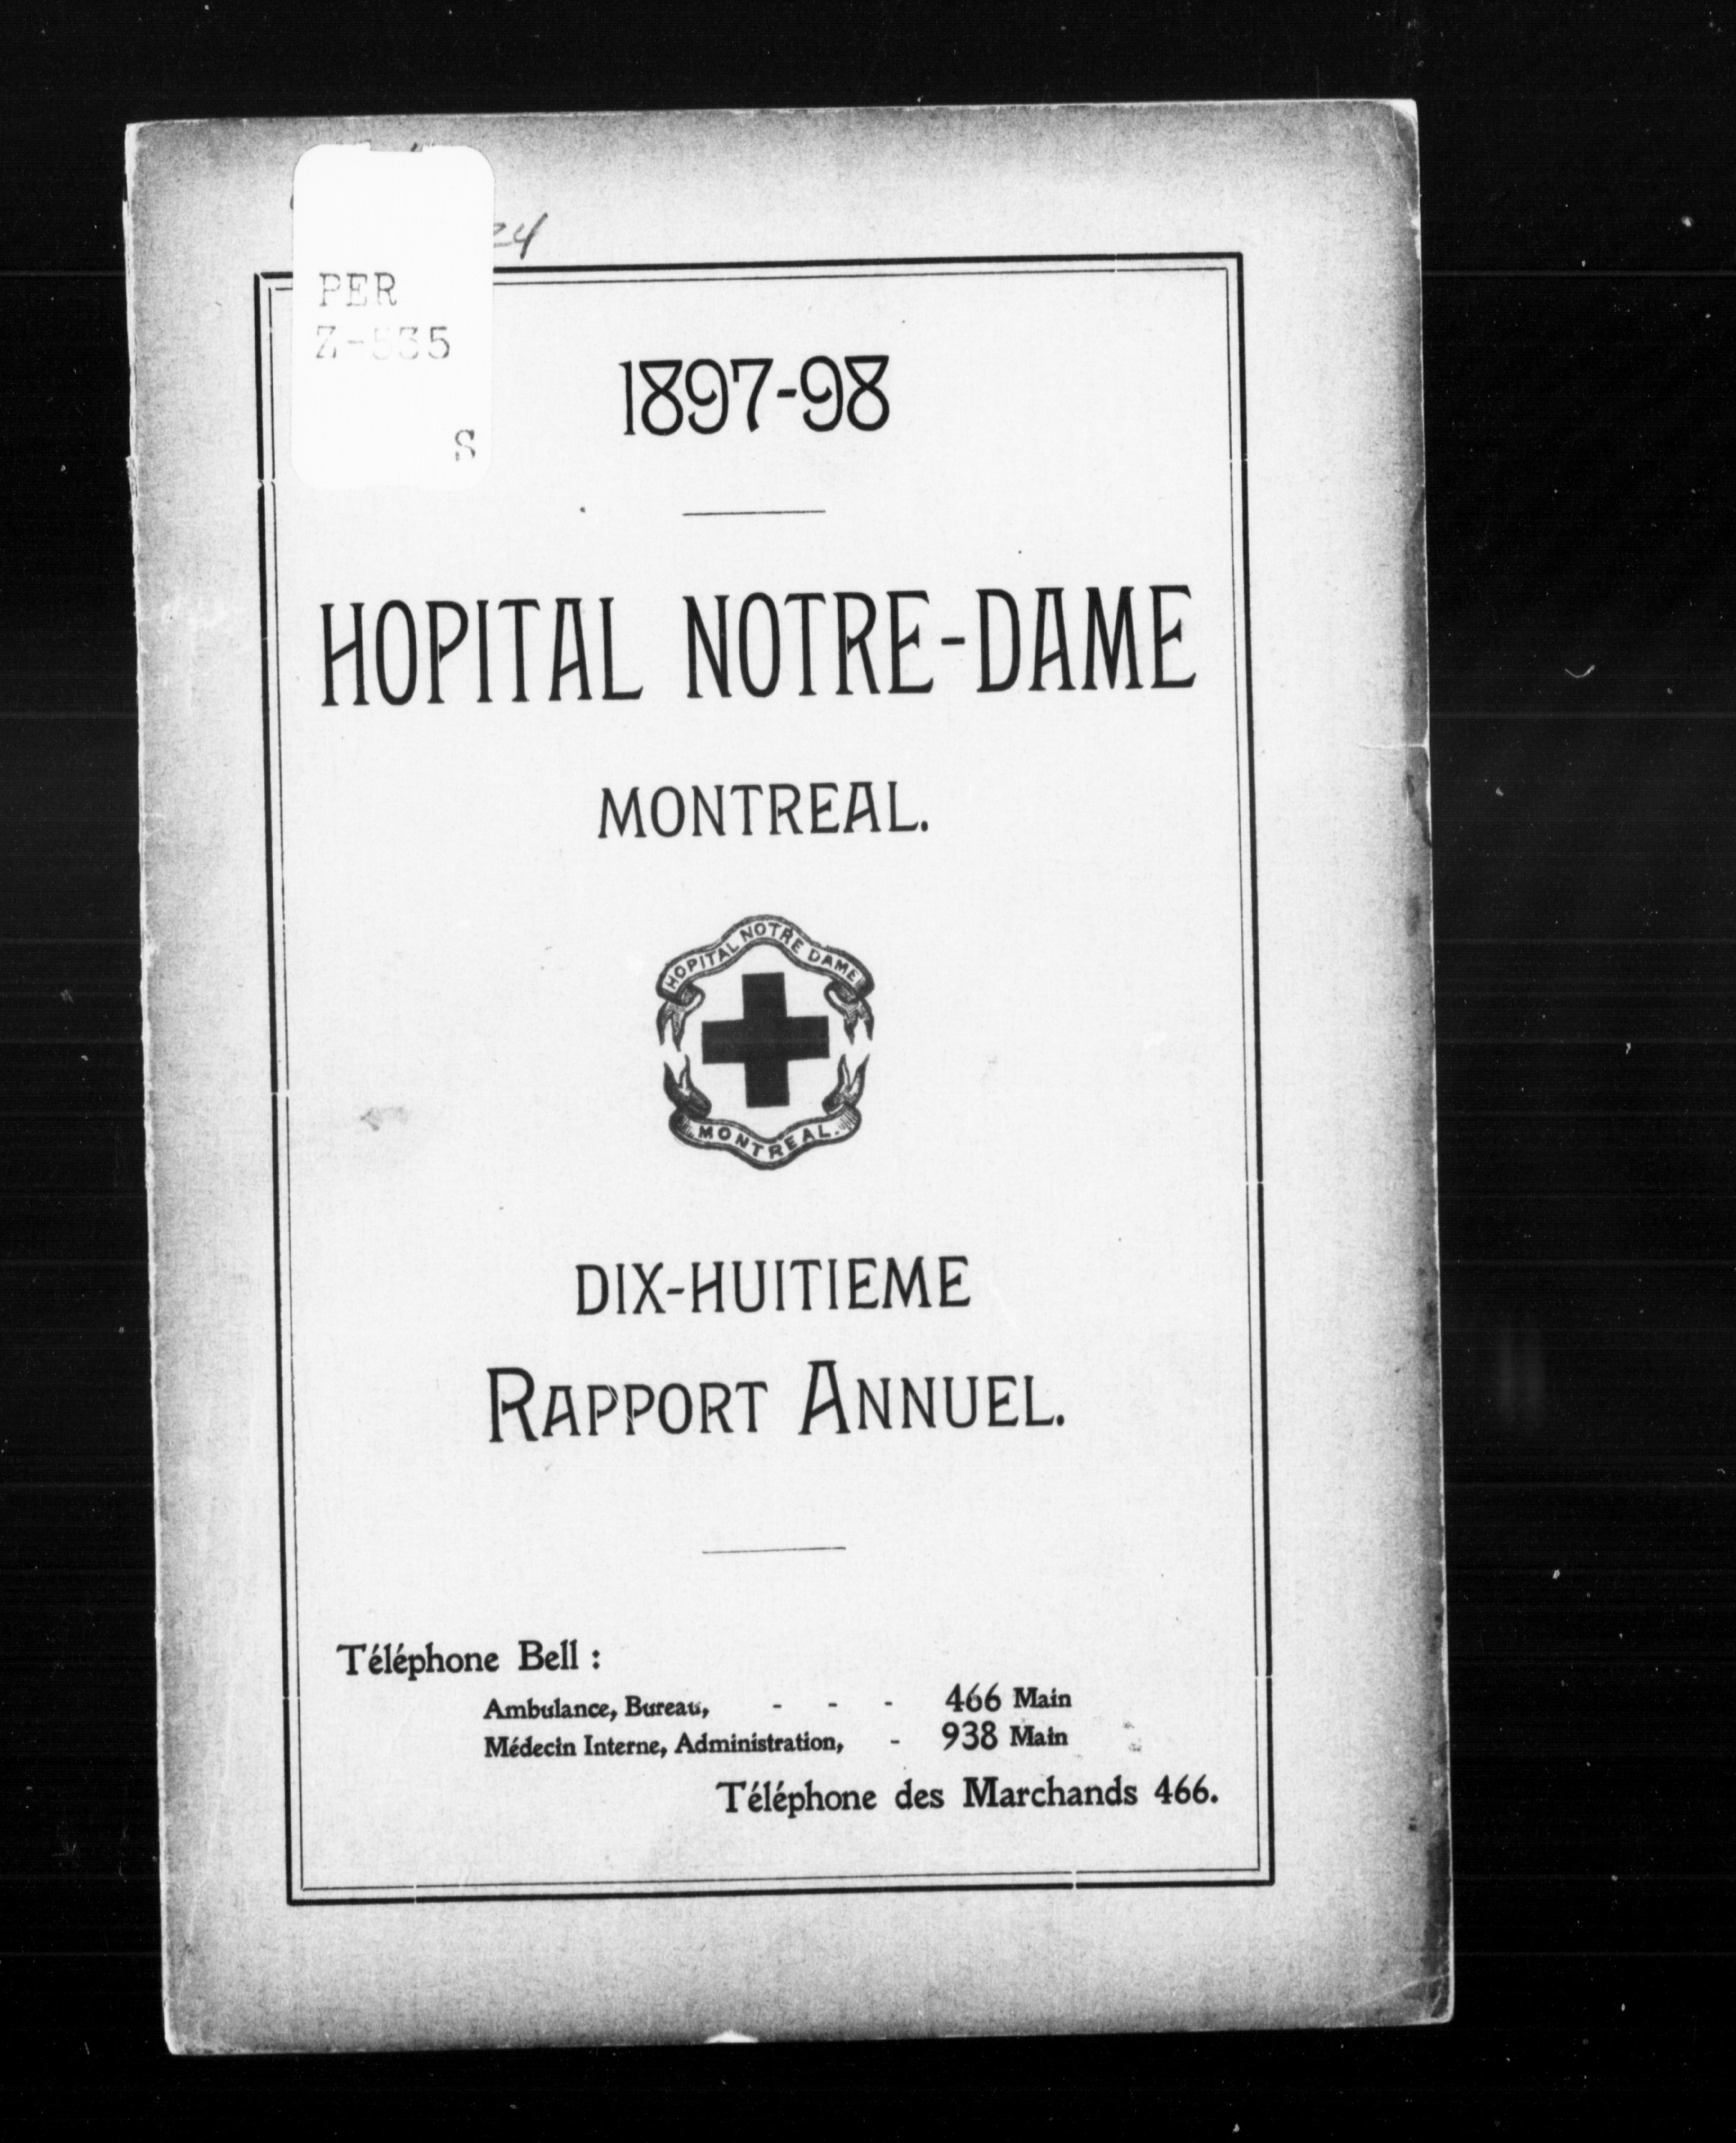 24
PER
Z-535
S
1897-98
HOPITAL NOTRE-DAME
MONTREAL.
HOPITAL NOTRE DAME
MONTREAL.
DIX-HUITIEME
RAPPORT ANNUEL.
Téléphone Bell :
Ambulance, Bureau, - - - 466 Main
Médecin Interne, Administration, - 938 Main
Téléphone des Marchands 466.